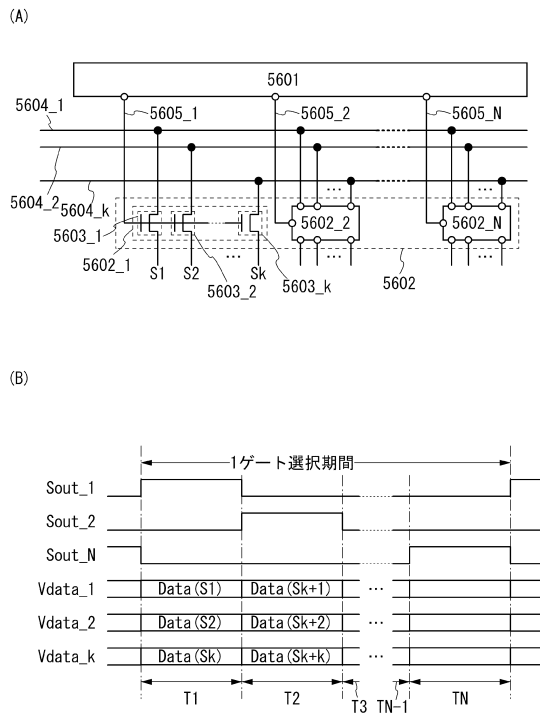 (A)
5601
5604_1
5605_1
5605_2
5605_N
5604_2
5604_k
5603_1
5602_1
5602_2
5602_N
S1 S2 Sk
5603_2
5603_k
5602
(B)
1ゲート選択期間
Sout_1
Sout_2
Sout_N
Vdata_1 Data(S1) Data(Sk+1) ...
Vdata_2 Data(S2) Data(Sk+2) ...
Vdata_k Data(Sk) Data(Sk+k) ...
T1 T2 T3 TN-1 TN